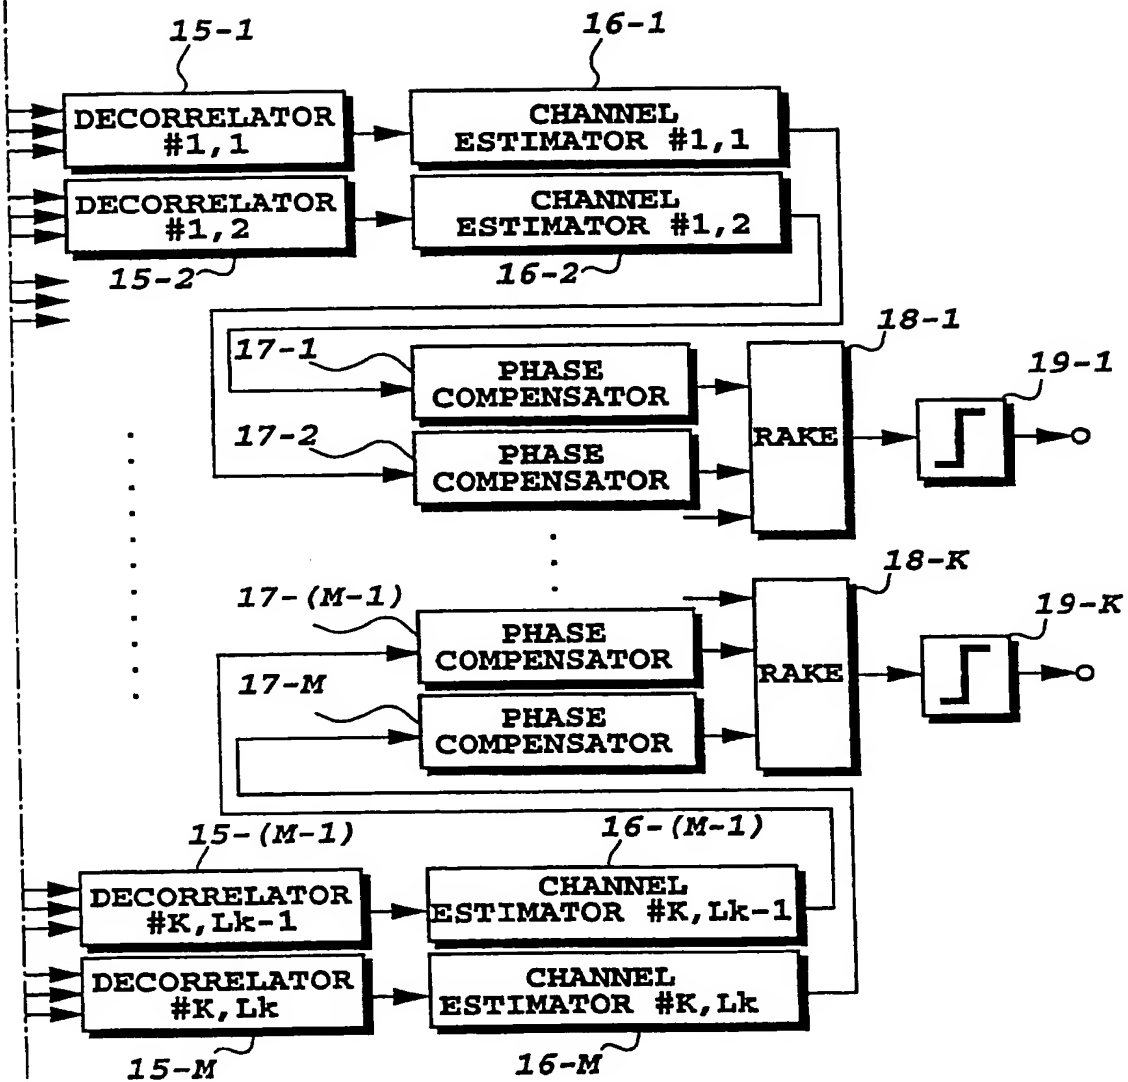 15-1
16-1
DECORRELATOR
#1,1
CHANNEL
ESTIMATOR #1,1
DECORRELATOR
#1,2
CHANNEL
ESTIMATOR #1,2
15-2
16-2
17-1
PHASE
COMPENSATOR
18-1
19-1
17-2
PHASE
COMPENSATOR
RAKE
17-(M-1)
PHASE
COMPENSATOR
18-K
19-K
17-M
PHASE
COMPENSATOR
RAKE
15-(M-1)
16-(M-1)
DECORRELATOR
#K,Lk-1
CHANNEL
ESTIMATOR #K,Lk-1
DECORRELATOR
#K,Lk
CHANNEL
ESTIMATOR #K,Lk
15-M
16-M